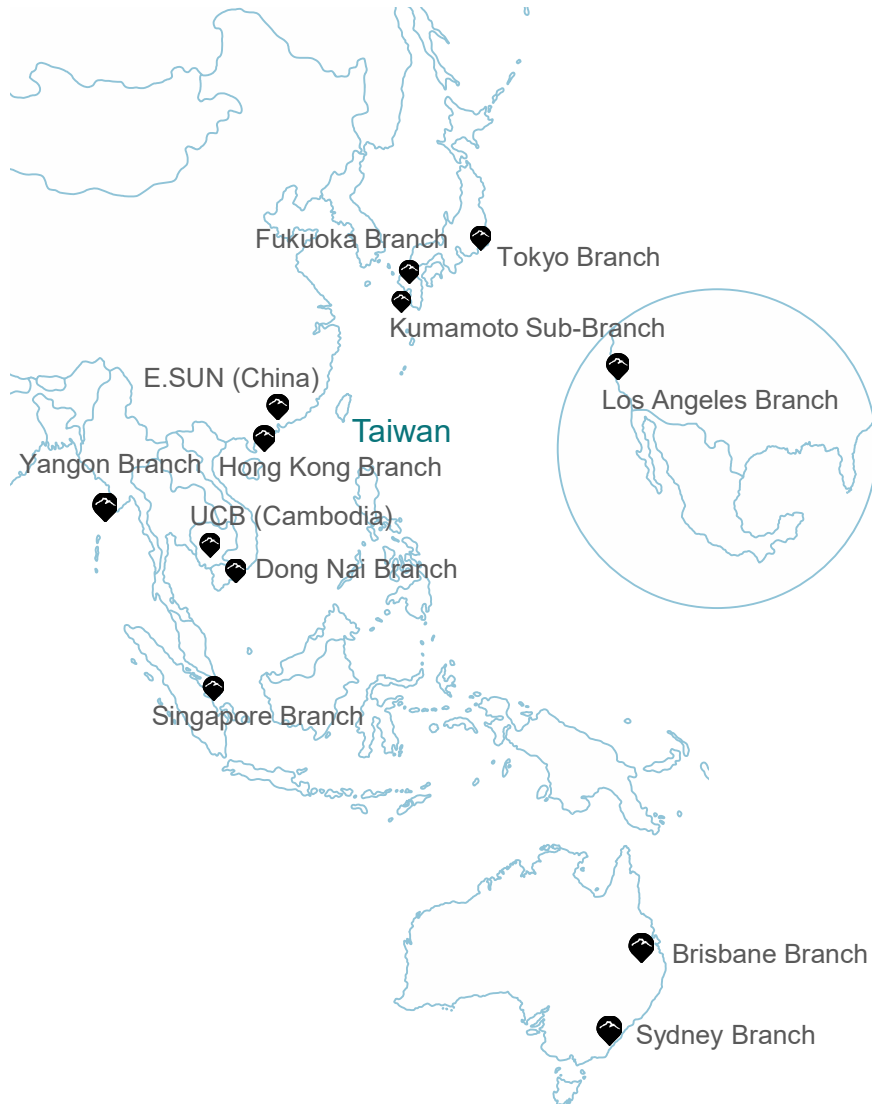 Fukuoka Branch
Tokyo Branch
Kumamoto Sub-Branch
E.SUN (China)
Los Angeles Branch
Taiwan
Yangon Branch
Hong Kong Branch
UCB (Cambodia)
Dong Nai Branch
Singapore Branch
Brisbane Branch
Sydney Branch